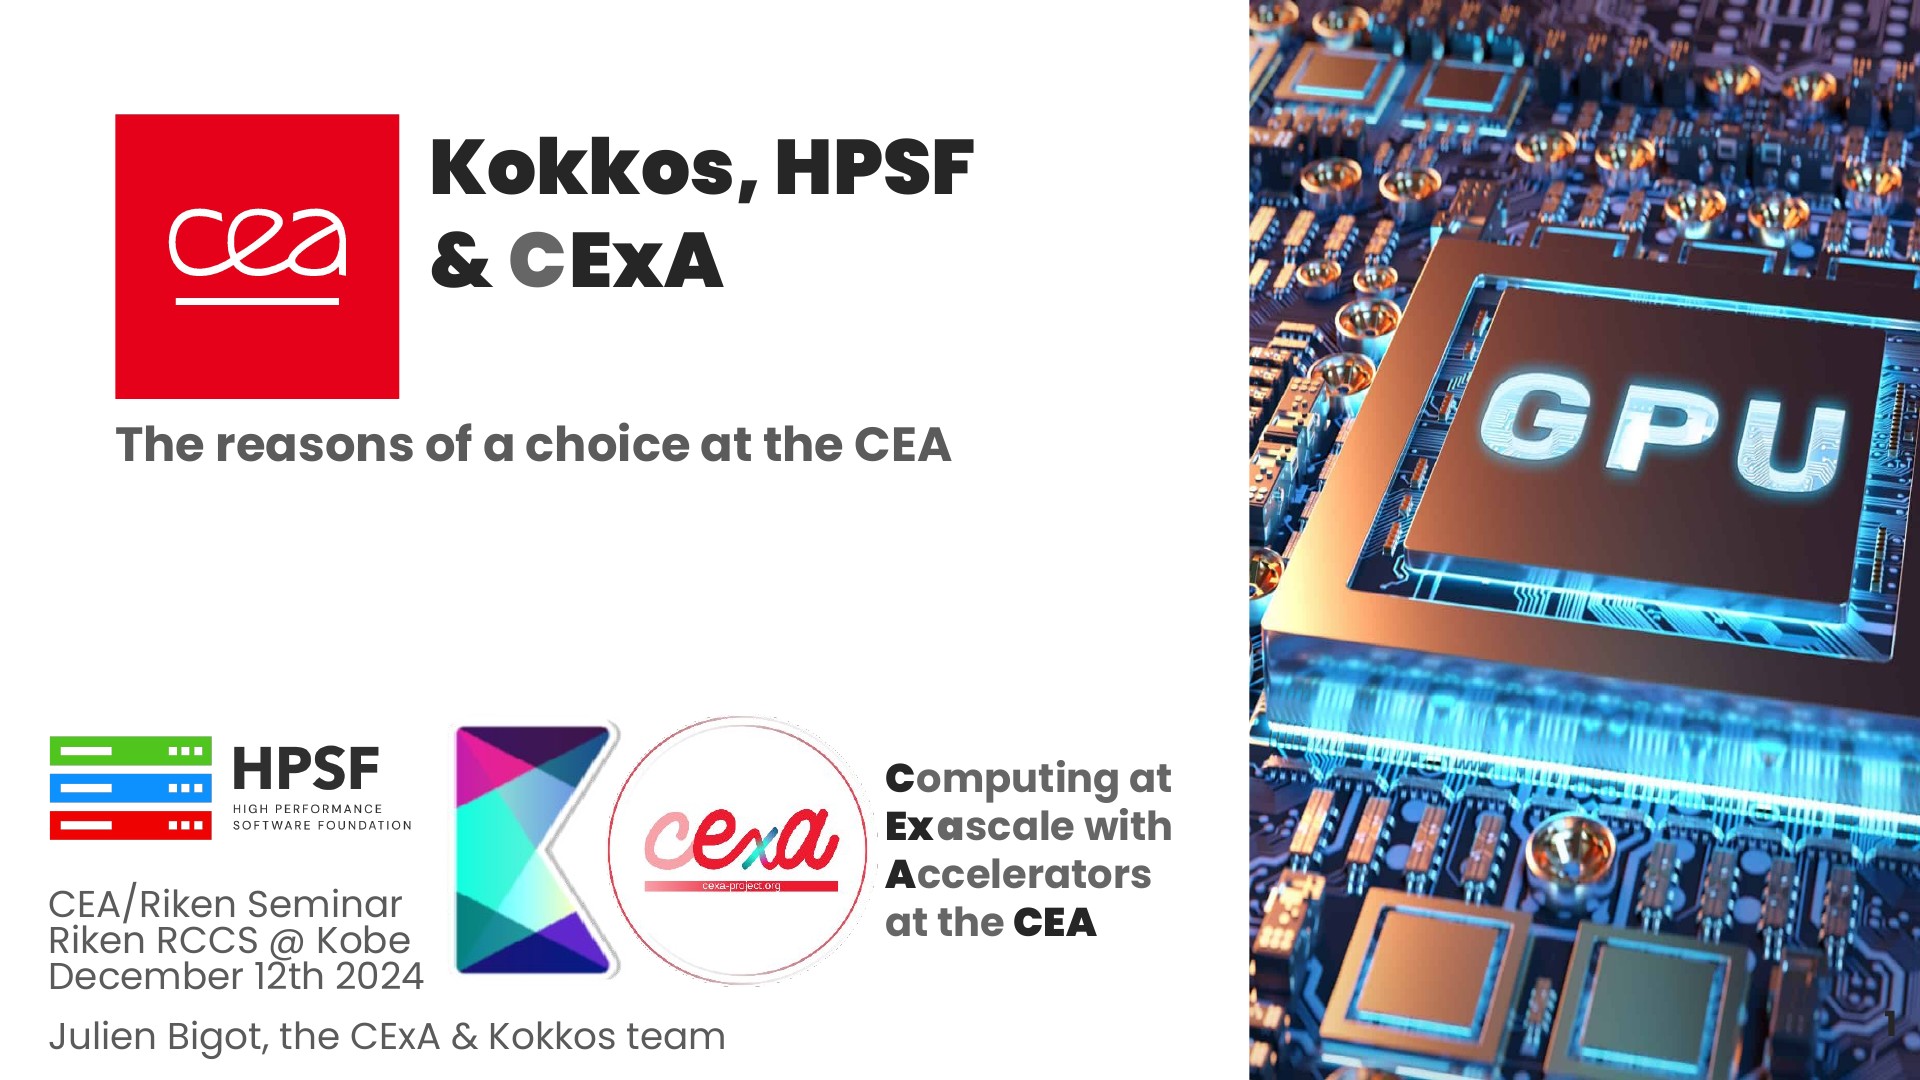 cea
Kokkos, HPSF
& CExA
The reasons of a choice at the CEA
GPU
HPSF
HIGH PERFORMANCE
SOFTWARE FOUNDATION
cexa
cexa-project.org
Computing at
Exascale with
Accelerators
at the CEA
CEA/Riken Seminar
Riken RCCS @ Kobe
December 12th 2024
Julien Bigot, the CExA & Kokkos team
1